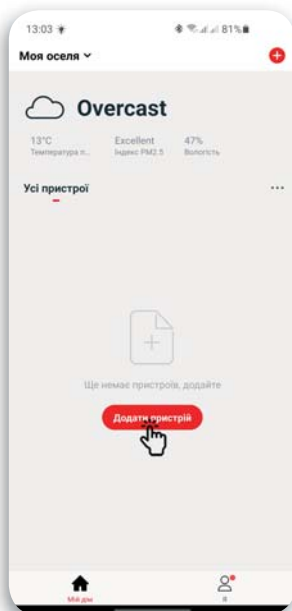 13:03
81%
Моя оселя
Overcast
13°C Excellent 47%
Температура п... Індекс PM2.5 Вологість
Усі пристрої
Ще немає пристроїв, додайте
Додати пристрій
Мій дім Я